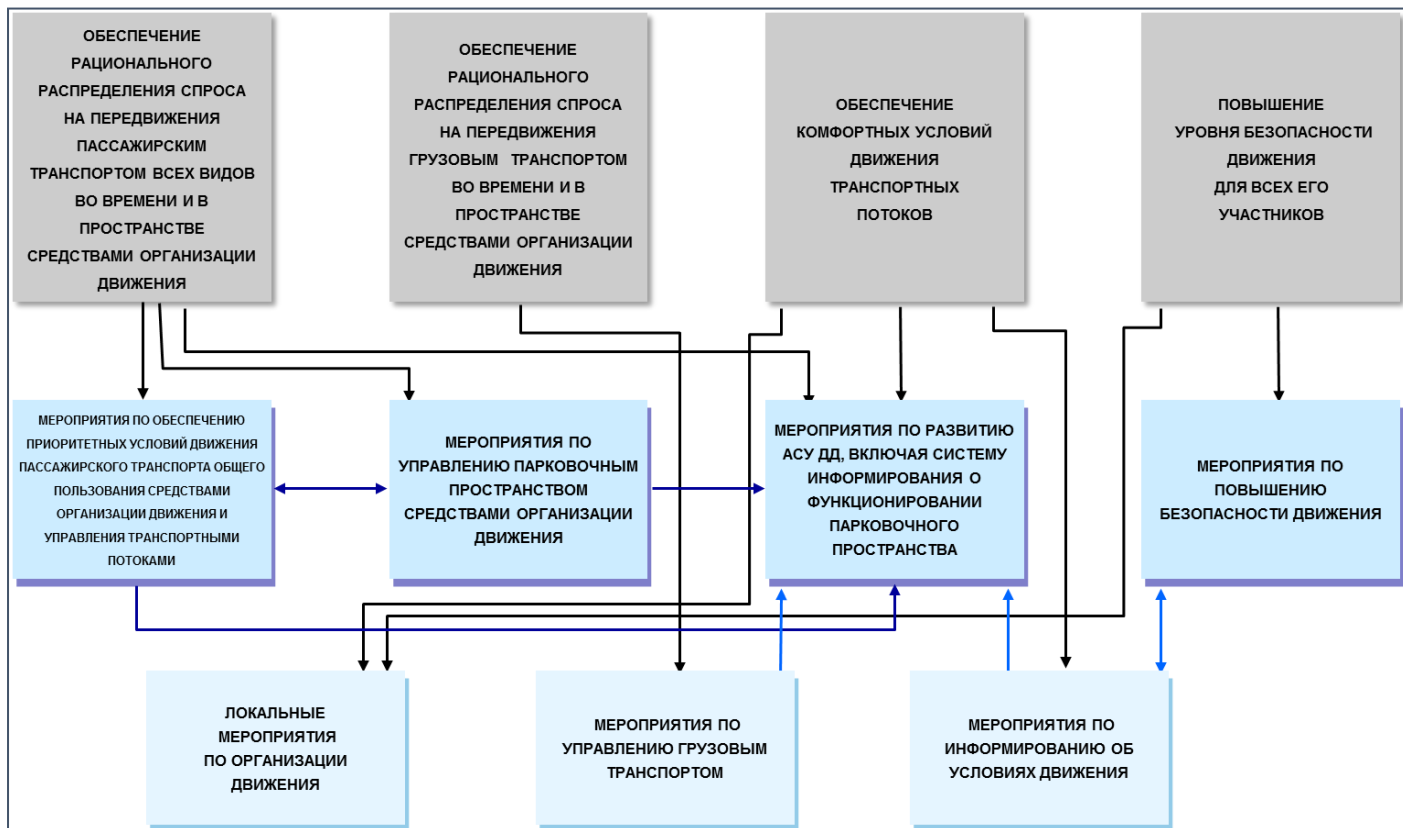 ОБЕСПЕЧЕНИЕ
РАЦИОНАЛЬНОГО
РАСПРЕДЕЛЕНИЯ СПРОСА
НА ПЕРЕДВИЖЕНИЯ
ПАССАЖИРСКИМ
ТРАНСПОРТОМ ВСЕХ ВИДОВ
ВО ВРЕМЕНИ И В
ПРОСТРАНСТВЕ
СРЕДСТВАМИ ОРГАНИЗАЦИИ
ДВИЖЕНИЯ
ОБЕСПЕЧЕНИЕ
РАЦИОНАЛЬНОГО
РАСПРЕДЕЛЕНИЯ СПРОСА
НА ПЕРЕДВИЖЕНИЯ
ГРУЗОВЫМ ТРАНСПОРТОМ
ВО ВРЕМЕНИ И В
ПРОСТРАНСТВЕ
СРЕДСТВАМИ ОРГАНИЗАЦИИ
ДВИЖЕНИЯ
ОБЕСПЕЧЕНИЕ
КОМФОРТНЫХ УСЛОВИЙ
ДВИЖЕНИЯ
ТРАНСПОРТНЫХ
ПОТОКОВ
ПОВЫШЕНИЕ
УРОВНЯ БЕЗОПАСНОСТИ
ДВИЖЕНИЯ
ДЛЯ ВСЕХ ЕГО
УЧАСТНИКОВ
МЕРОПРИЯТИЯ ПО ОБЕСПЕЧЕНИЮ
ПРИОРИТЕТНЫХ УСЛОВИЙ ДВИЖЕНИЯ
ПАССАЖИРСКОГО ТРАНСПОРТА ОБЩЕГО
ПОЛЬЗОВАНИЯ СРЕДСТВАМИ
ОРГАНИЗАЦИИ ДВИЖЕНИЯ И
УПРАВЛЕНИЯ ТРАНСПОРТНЫМИ
ПОТОКАМИ
МЕРОПРИЯТИЯ ПО
УПРАВЛЕНИЮ ПАРКОВОЧНЫМ
ПРОСТРАНСТВОМ
СРЕДСТВАМИ ОРГАНИЗАЦИИ
ДВИЖЕНИЯ
МЕРОПРИЯТИЯ ПО РАЗВИТИЮ
АСУ ДД, ВКЛЮЧАЯ СИСТЕМУ
ИНФОРМИРОВАНИЯ О
ФУНКЦИОНИРОВАНИИ
ПАРКОВОЧНОГО
ПРОСТРАНСТВА
МЕРОПРИЯТИЯ ПО
ПОВЫШЕНИЮ
БЕЗОПАСНОСТИ ДВИЖЕНИЯ
ЛОКАЛЬНЫЕ
МЕРОПРИЯТИЯ
ПО ОРГАНИЗАЦИИ
ДВИЖЕНИЯ
МЕРОПРИЯТИЯ ПО
УПРАВЛЕНИЮ ГРУЗОВЫМ
ТРАНСПОРТОМ
МЕРОПРИЯТИЯ ПО
ИНФОРМИРОВАНИЮ ОБ
УСЛОВИЯХ ДВИЖЕНИЯ